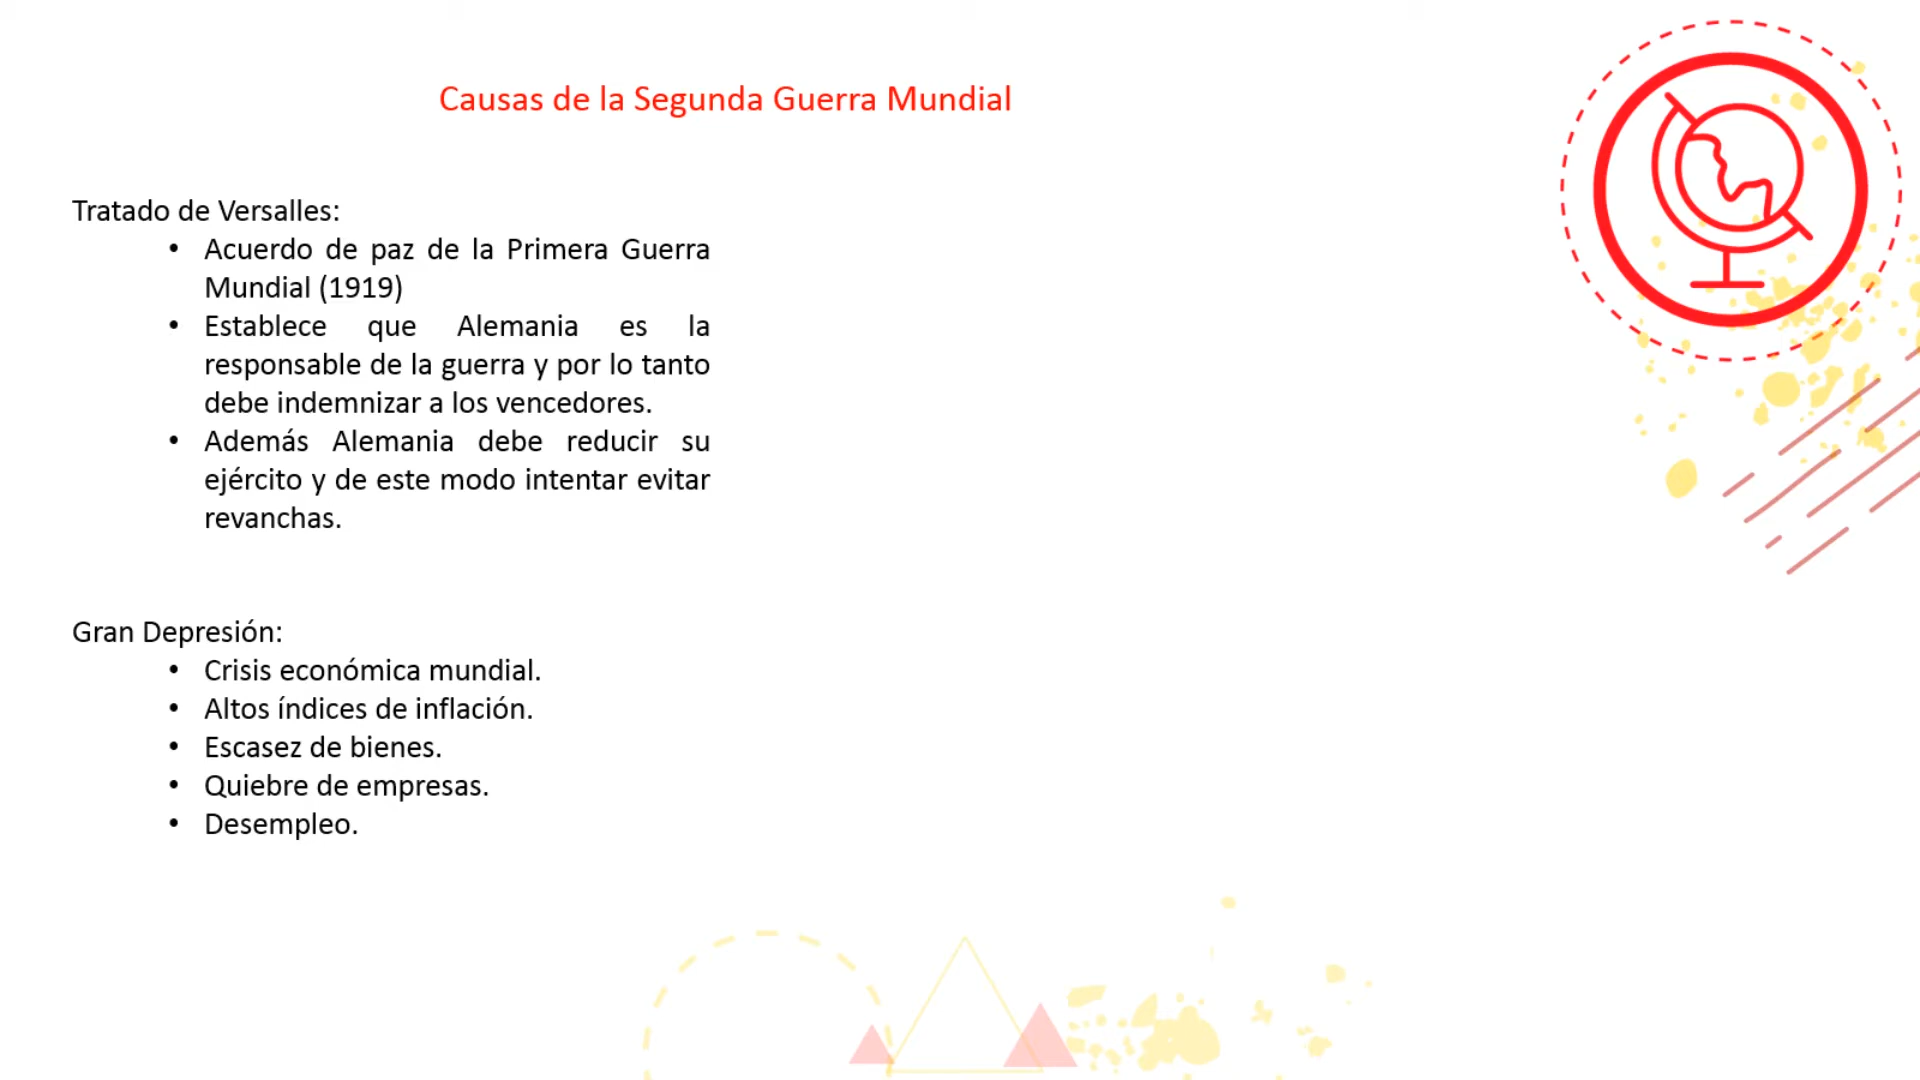 Causas de la Segunda Guerra Mundial
Tratado de Versalles:
• Acuerdo de paz de la Primera Guerra
Mundial (1919)
• Establece que Alemania es la
responsable de la guerra y por lo tanto
debe indemnizar a los vencedores.
• Además Alemania debe reducir su
ejército y de este modo intentar evitar
revanchas.
Gran Depresión:
• Crisis económica mundial.
• Altos índices de inflación.
• Escasez de bienes.
• Quiebre de empresas.
• Desempleo.